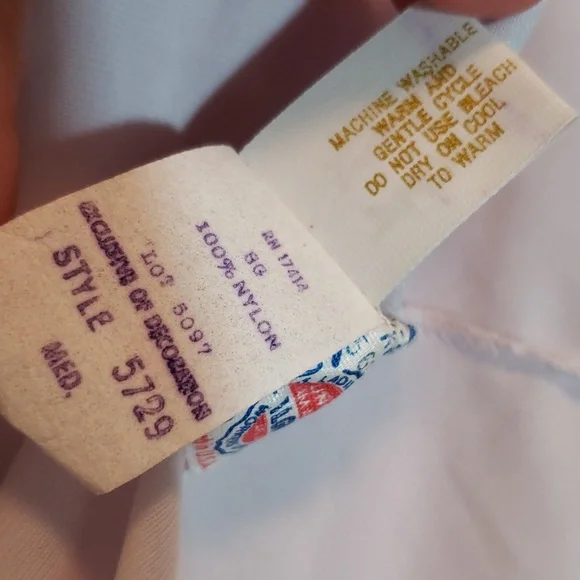 MACHINE WASHABLE
WARM AND
GENTLE CYCLE
DO NOT USE BLEACH
DRY ON COOL
TO WARM
RN 17414
SG
100% NYLON
LOT 5097
EXCLUSIVE OF DECORATION
STYLE 5729
MED.